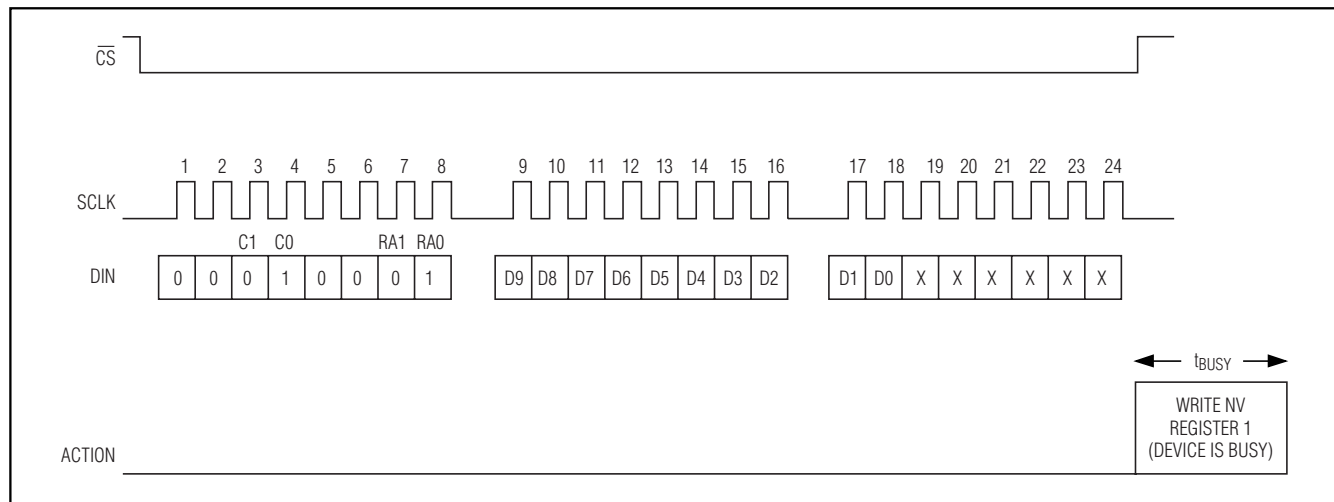 CS
1 2 3 4 5 6 7 8 9 10 11 12 13 14 15 16 17 18 19 20 21 22 23 24
SCLK
C1 C0 RA1 RA0
DIN 0 0 0 1 0 0 0 1 D9 D8 D7 D6 D5 D4 D3 D2 D1 D0 X X X X X X
tBUSY
WRITE NV
REGISTER 1
(DEVICE IS BUSY)
ACTION